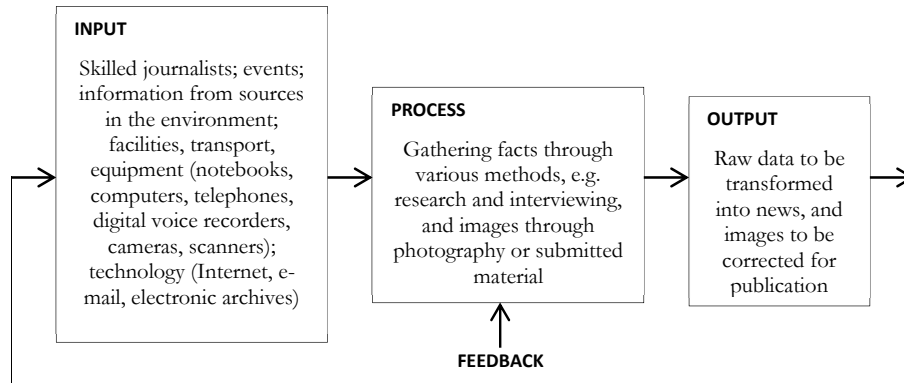 INPUT
Skilled journalists; events;
information from sources
in the environment;
facilities, transport,
equipment (notebooks,
computers, telephones,
digital voice recorders,
cameras, scanners);
technology (Internet, e-
mail, electronic archives)
PROCESS
Gathering facts through
various methods, e.g.
research and interviewing,
and images through
photography or submitted
material
OUTPUT
Raw data to be
transformed
into news, and
images to be
corrected for
publication
FEEDBACK